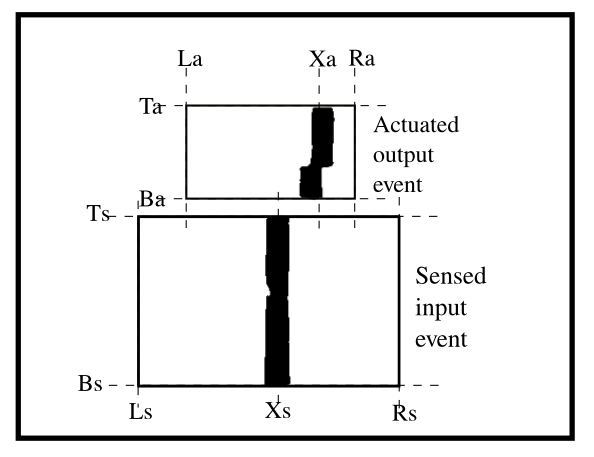 La Xa Ra
Ta
Actuated
output
event
Ba
Ts
Sensed
input
event
Bs
Ls Xs Rs